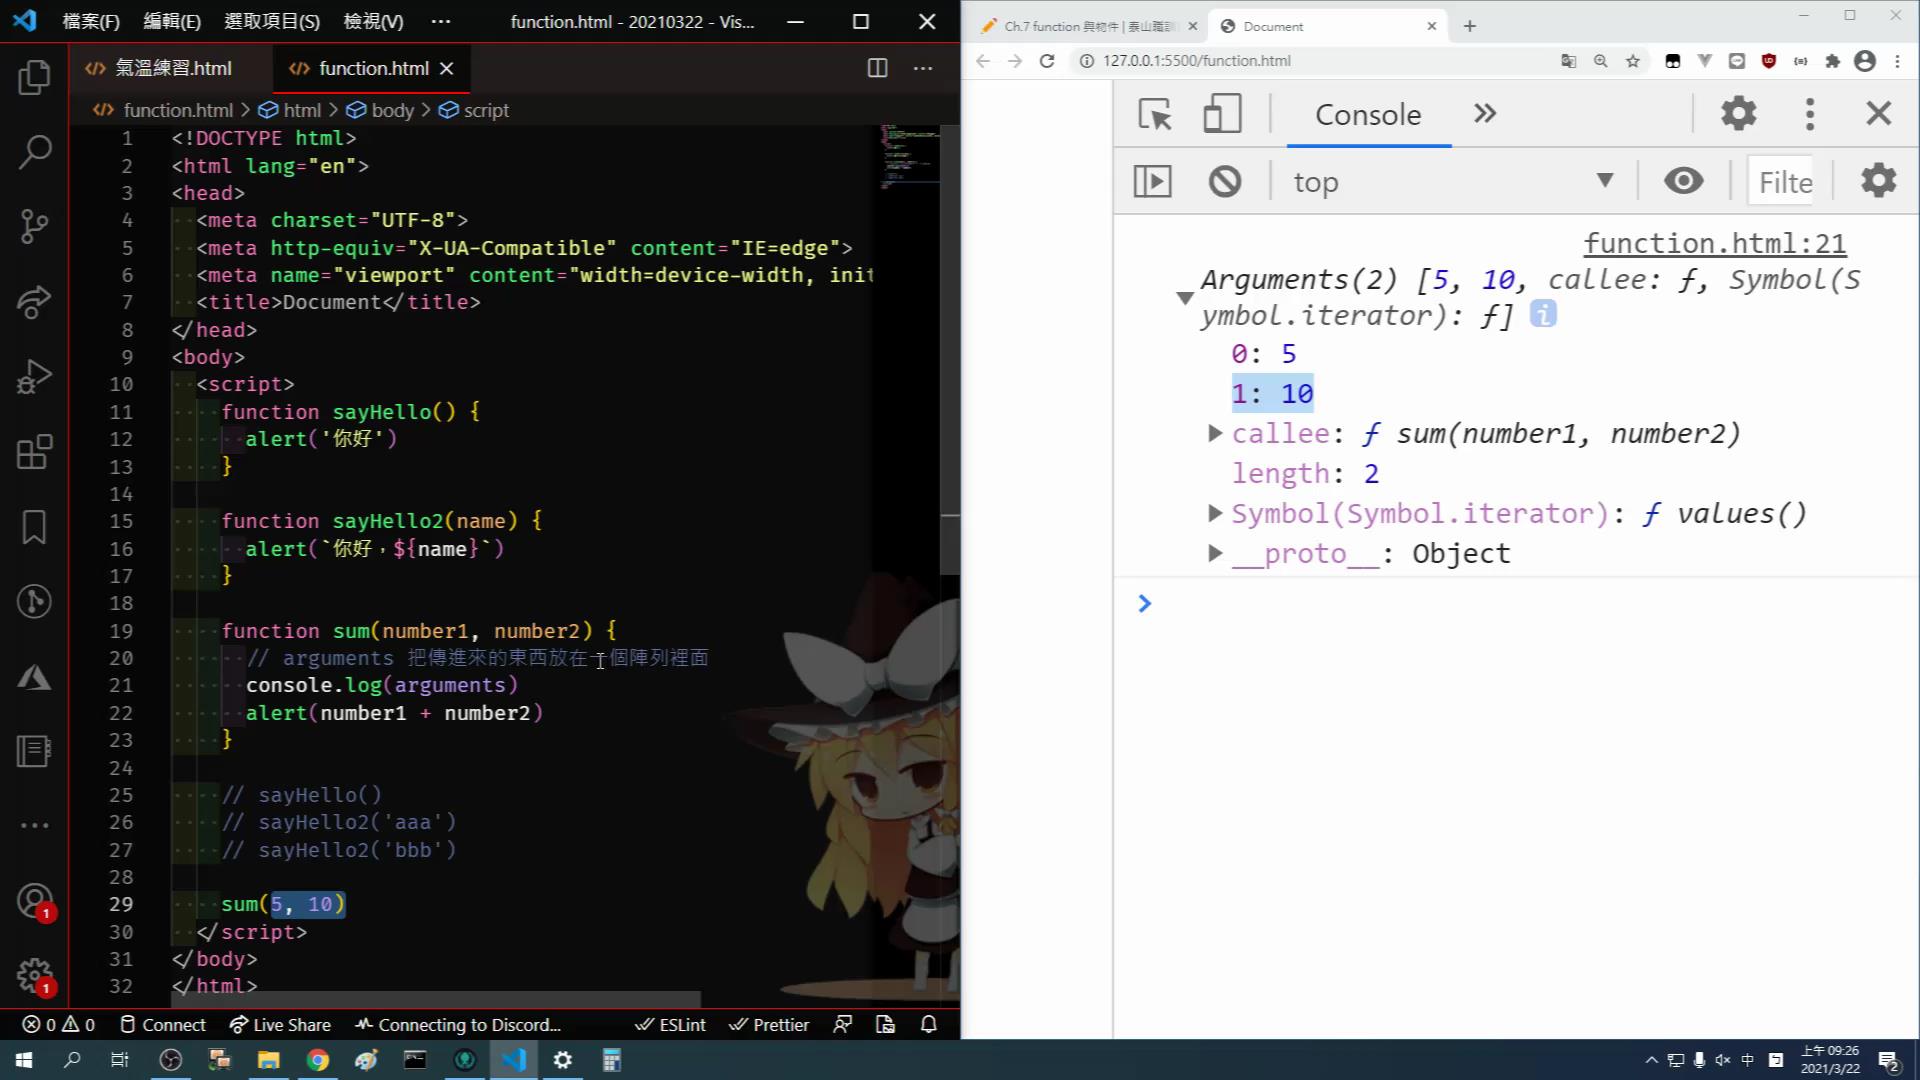 檔案(F) 編輯(E) 選取項目(S) 檢視(V) ··· function.html - 20210322 - Vis...
氣溫練習.html function.html
function.html > html > body > script
1 <!DOCTYPE html>
2 <html lang="en">
3 <head>
4 <meta charset="UTF-8">
5 <meta http-equiv="X-UA-Compatible" content="IE=edge">
6 <meta name="viewport" content="width=device-width, init
7 <title>Document</title>
8 </head>
9 <body>
10 <script>
11 function sayHello() {
12 alert('你好')
13 }
14
15 function sayHello2(name) {
16 alert(`你好，${name}`)
17 }
18
19 function sum(number1, number2) {
20 // arguments 把傳進來的東西放在一個陣列裡面
21 console.log(arguments)
22 alert(number1 + number2)
23 }
24
25 // sayHello()
26 // sayHello2('aaa')
27 // sayHello2('bbb')
28
29 sum(5, 10)
30 </script>
31 </body>
32 </html>
0 0 Connect Live Share Connecting to Discord... ESLint Prettier
Ch.7 function 與物件 | 泰山職訓 Document
127.0.0.1:5500/function.html
Console
top Filte
function.html:21
Arguments(2) [5, 10, callee: ƒ, Symbol(S
ymbol.iterator): ƒ] i
0: 5
1: 10
callee: ƒ sum(number1, number2)
length: 2
Symbol(Symbol.iterator): ƒ values()
__proto__: Object
1
1
中
上午 09:26
2021/3/22
2